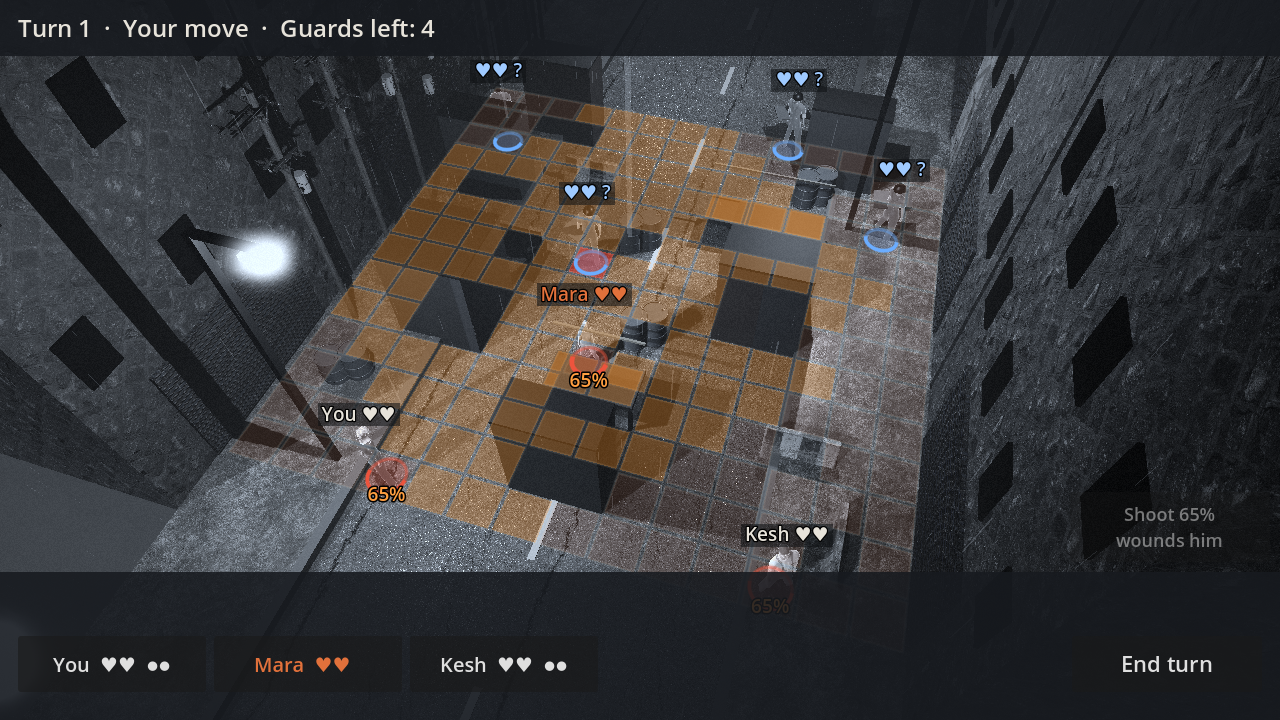 Turn 1 · Your move · Guards left: 4
♥♥ ?
♥♥ ?
♥♥ ?
♥♥ ?
Mara ♥♥
65%
You ♥♥
65%
Shoot 65%
wounds him
Kesh ♥♥
65%
You ♥♥ ●●
Mara ♥♥
Kesh ♥♥ ●●
End turn